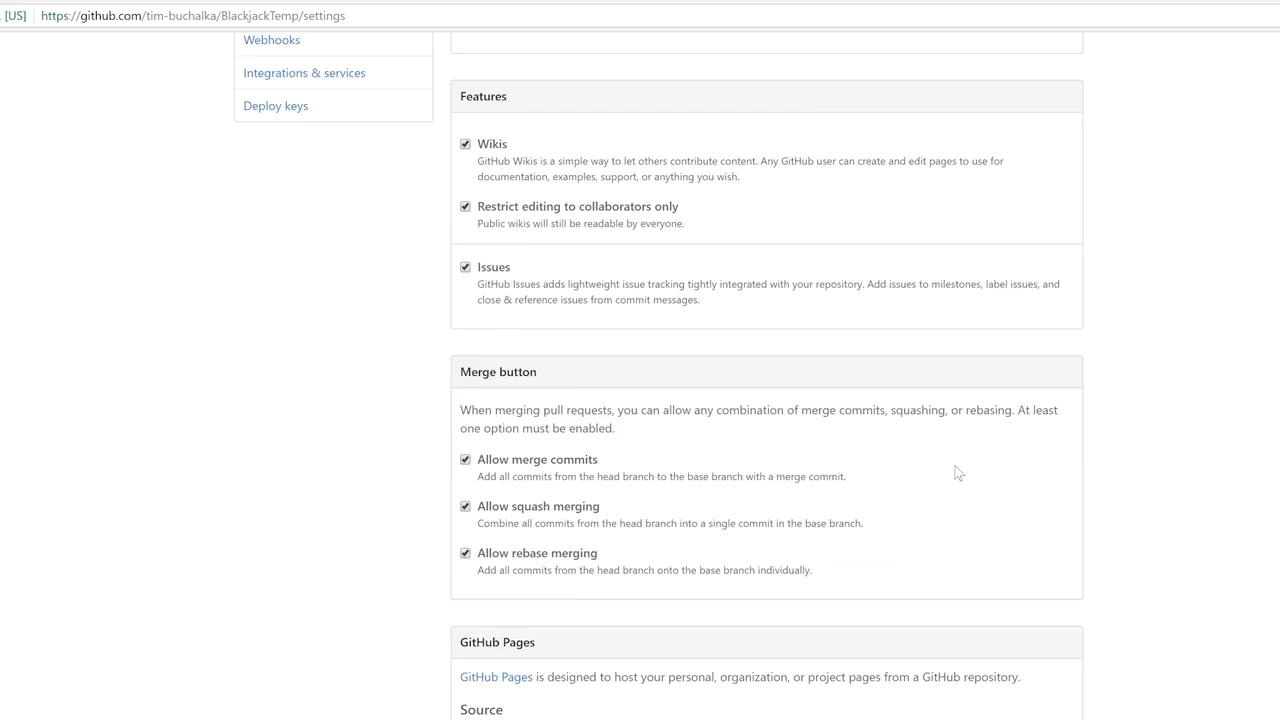 [US] https://github.com/tim-buchalka/BlackjackTemp/settings
Webhooks
Integrations & services
Deploy keys
Features
Wikis
GitHub Wikis is a simple way to let others contribute content. Any GitHub user can create and edit pages to use for
documentation, examples, support, or anything you wish.
Restrict editing to collaborators only
Public wikis will still be readable by everyone.
Issues
GitHub Issues adds lightweight issue tracking tightly integrated with your repository. Add issues to milestones, label issues, and
close & reference issues from commit messages.
Merge button
When merging pull requests, you can allow any combination of merge commits, squashing, or rebasing. At least
one option must be enabled.
Allow merge commits
Add all commits from the head branch to the base branch with a merge commit.
Allow squash merging
Combine all commits from the head branch into a single commit in the base branch.
Allow rebase merging
Add all commits from the head branch onto the base branch individually.
GitHub Pages
GitHub Pages is designed to host your personal, organization, or project pages from a GitHub repository.
Source